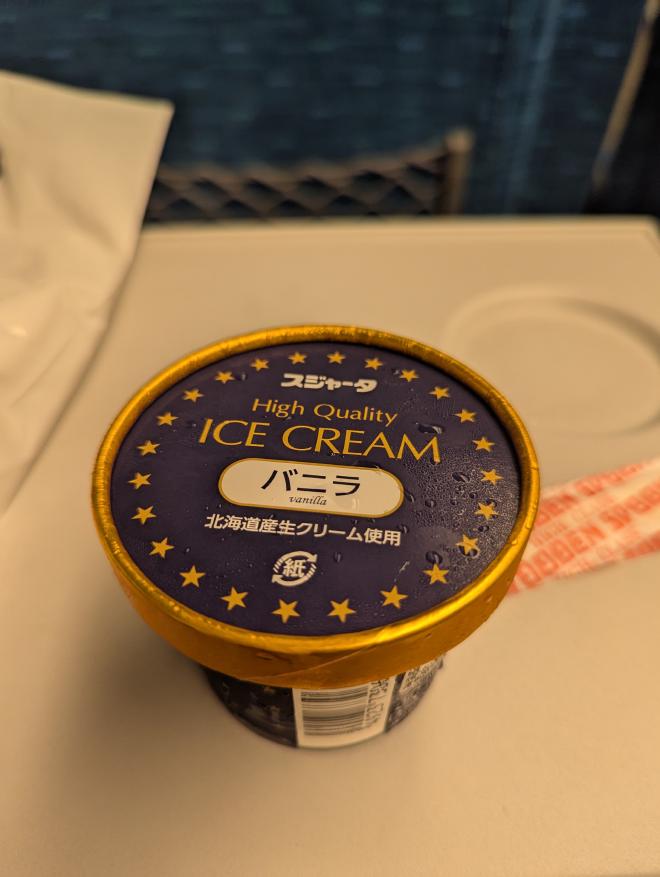 スジャータ
High Quality
ICE CREAM
バニラ
vanilla
北海道産生クリーム使用
紙